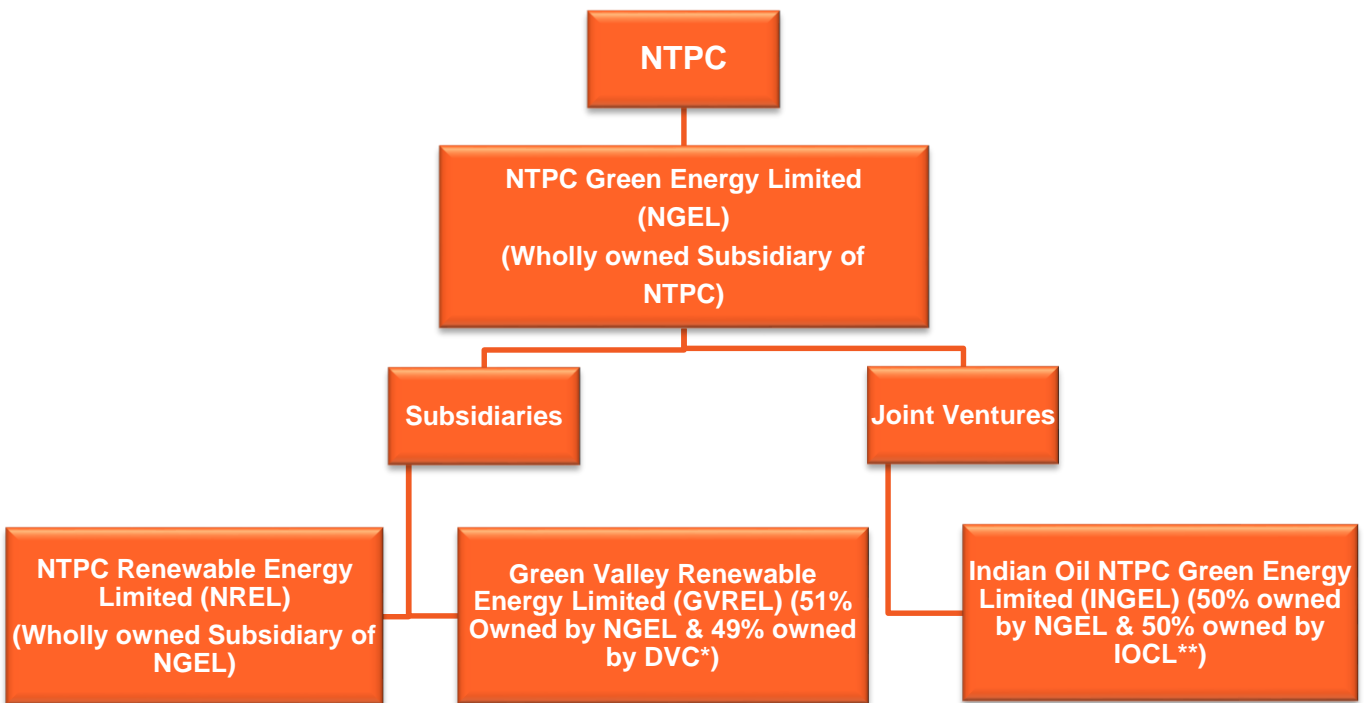 NTPC
NTPC Green Energy Limited
(NGEL)
(Wholly owned Subsidiary of
NTPC)
Subsidiaries
Joint Ventures
NTPC Renewable Energy
Limited (NREL)
(Wholly owned Subsidiary of
NGEL)
Green Valley Renewable
Energy Limited (GVREL) (51%
Owned by NGEL & 49% owned
by DVC*)
Indian Oil NTPC Green Energy
Limited (INGEL) (50% owned
by NGEL & 50% owned by
IOCL**)